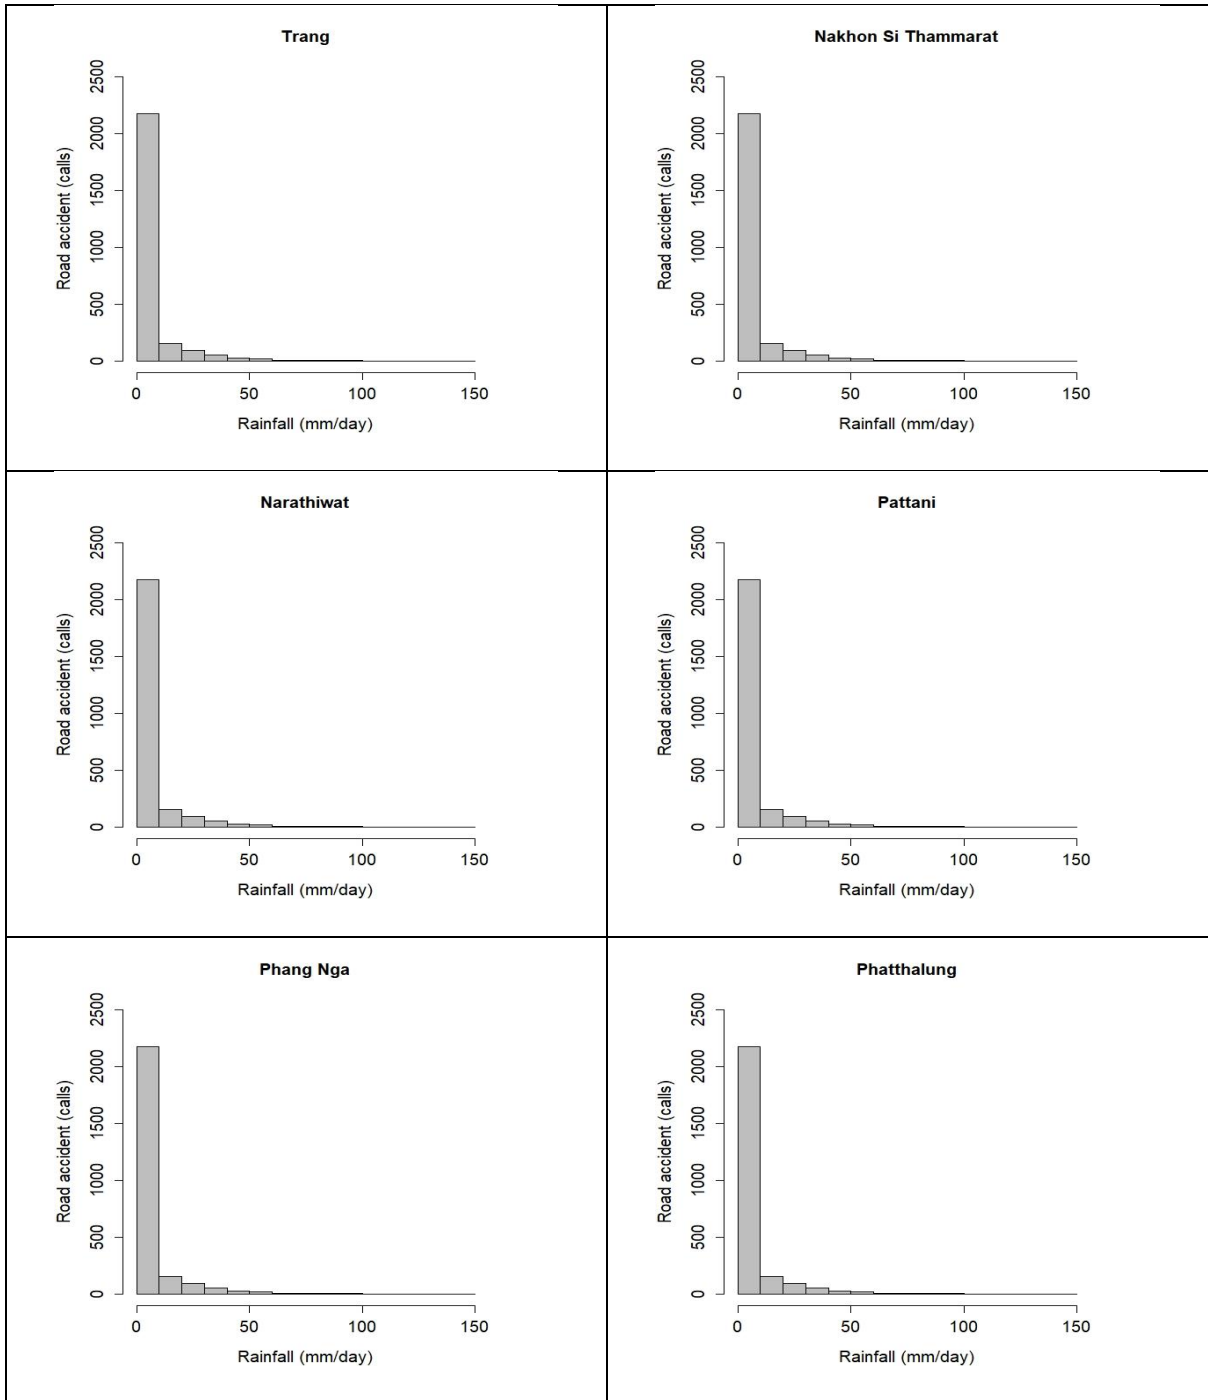 Trang
Road accident (calls)
2500
2000
1500
1000
500
0
0 50 100 150
Rainfall (mm/day)
Nakhon Si Thammarat
Road accident (calls)
2500
2000
1500
1000
500
0
0 50 100 150
Rainfall (mm/day)
Narathiwat
Road accident (calls)
2500
2000
1500
1000
500
0
0 50 100 150
Rainfall (mm/day)
Pattani
Road accident (calls)
2500
2000
1500
1000
500
0
0 50 100 150
Rainfall (mm/day)
Phang Nga
Road accident (calls)
2500
2000
1500
1000
500
0
0 50 100 150
Rainfall (mm/day)
Phatthalung
Road accident (calls)
2500
2000
1500
1000
500
0
0 50 100 150
Rainfall (mm/day)